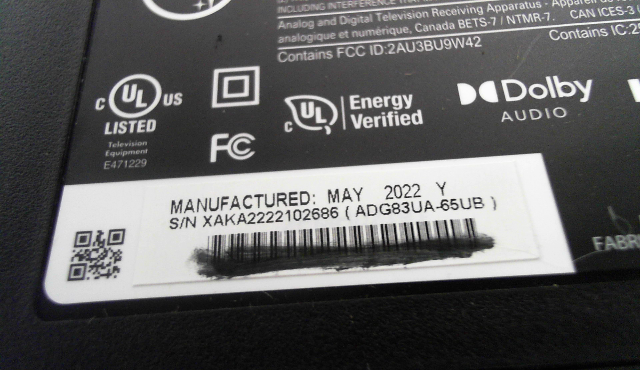 INCLUDING INTERFERENCE THAT
Analog and Digital Television Receiving Apparatus - Appareil
analogique et numérique, Canada BETS-7 / NTMR-7. CAN ICES-3
Contains FCC ID:2AU3BU9W42
Contains IC:
C UL US
LISTED
Television
Equipment
E471229
FC
C UL
Energy
Verified
Dolby
AUDIO
MANUFACTURED: MAY 2022 Y
S/N XAKA2222102686 ( ADG83UA-65UB )
FABR